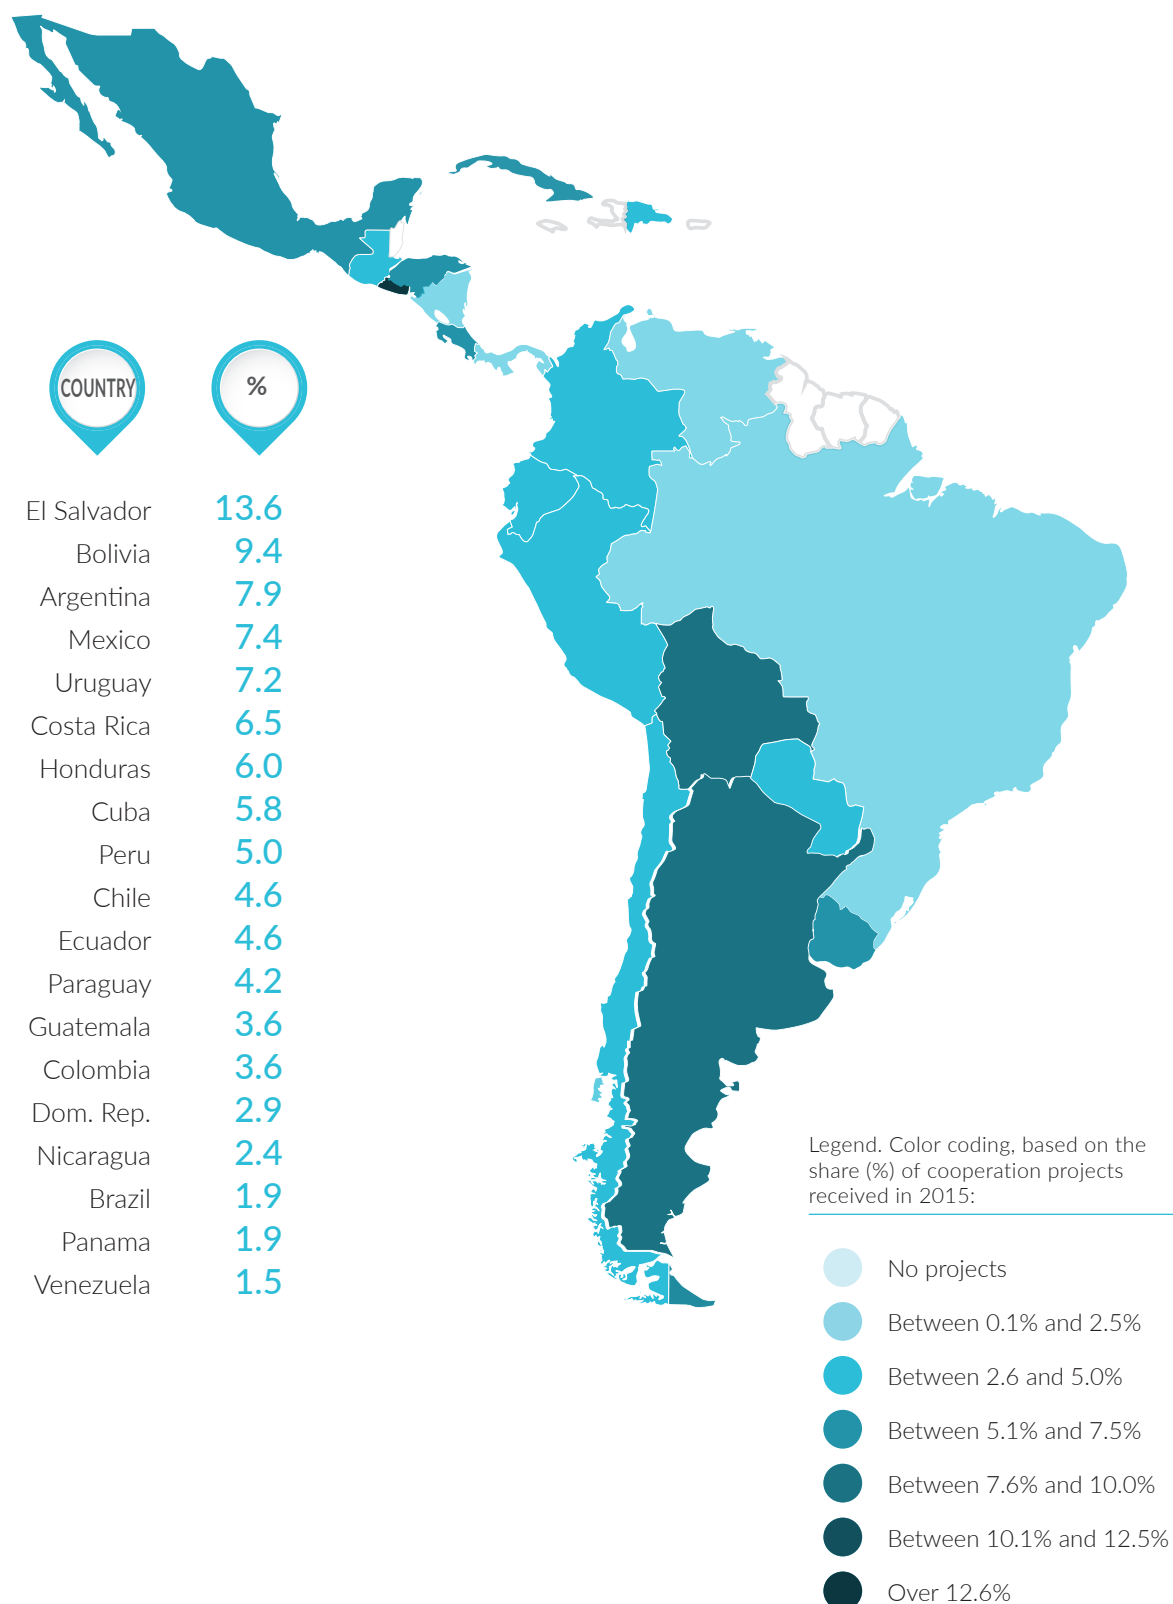 COUNTRY %
El Salvador 13.6
Bolivia 9.4
Argentina 7.9
Mexico 7.4
Uruguay 7.2
Costa Rica 6.5
Honduras 6.0
Cuba 5.8
Peru 5.0
Chile 4.6
Ecuador 4.6
Paraguay 4.2
Guatemala 3.6
Colombia 3.6
Dom. Rep. 2.9
Nicaragua 2.4
Brazil 1.9
Panama 1.9
Venezuela 1.5
Legend. Color coding, based on the
share (%) of cooperation projects
received in 2015:
No projects
Between 0.1% and 2.5%
Between 2.6 and 5.0%
Between 5.1% and 7.5%
Between 7.6% and 10.0%
Between 10.1% and 12.5%
Over 12.6%